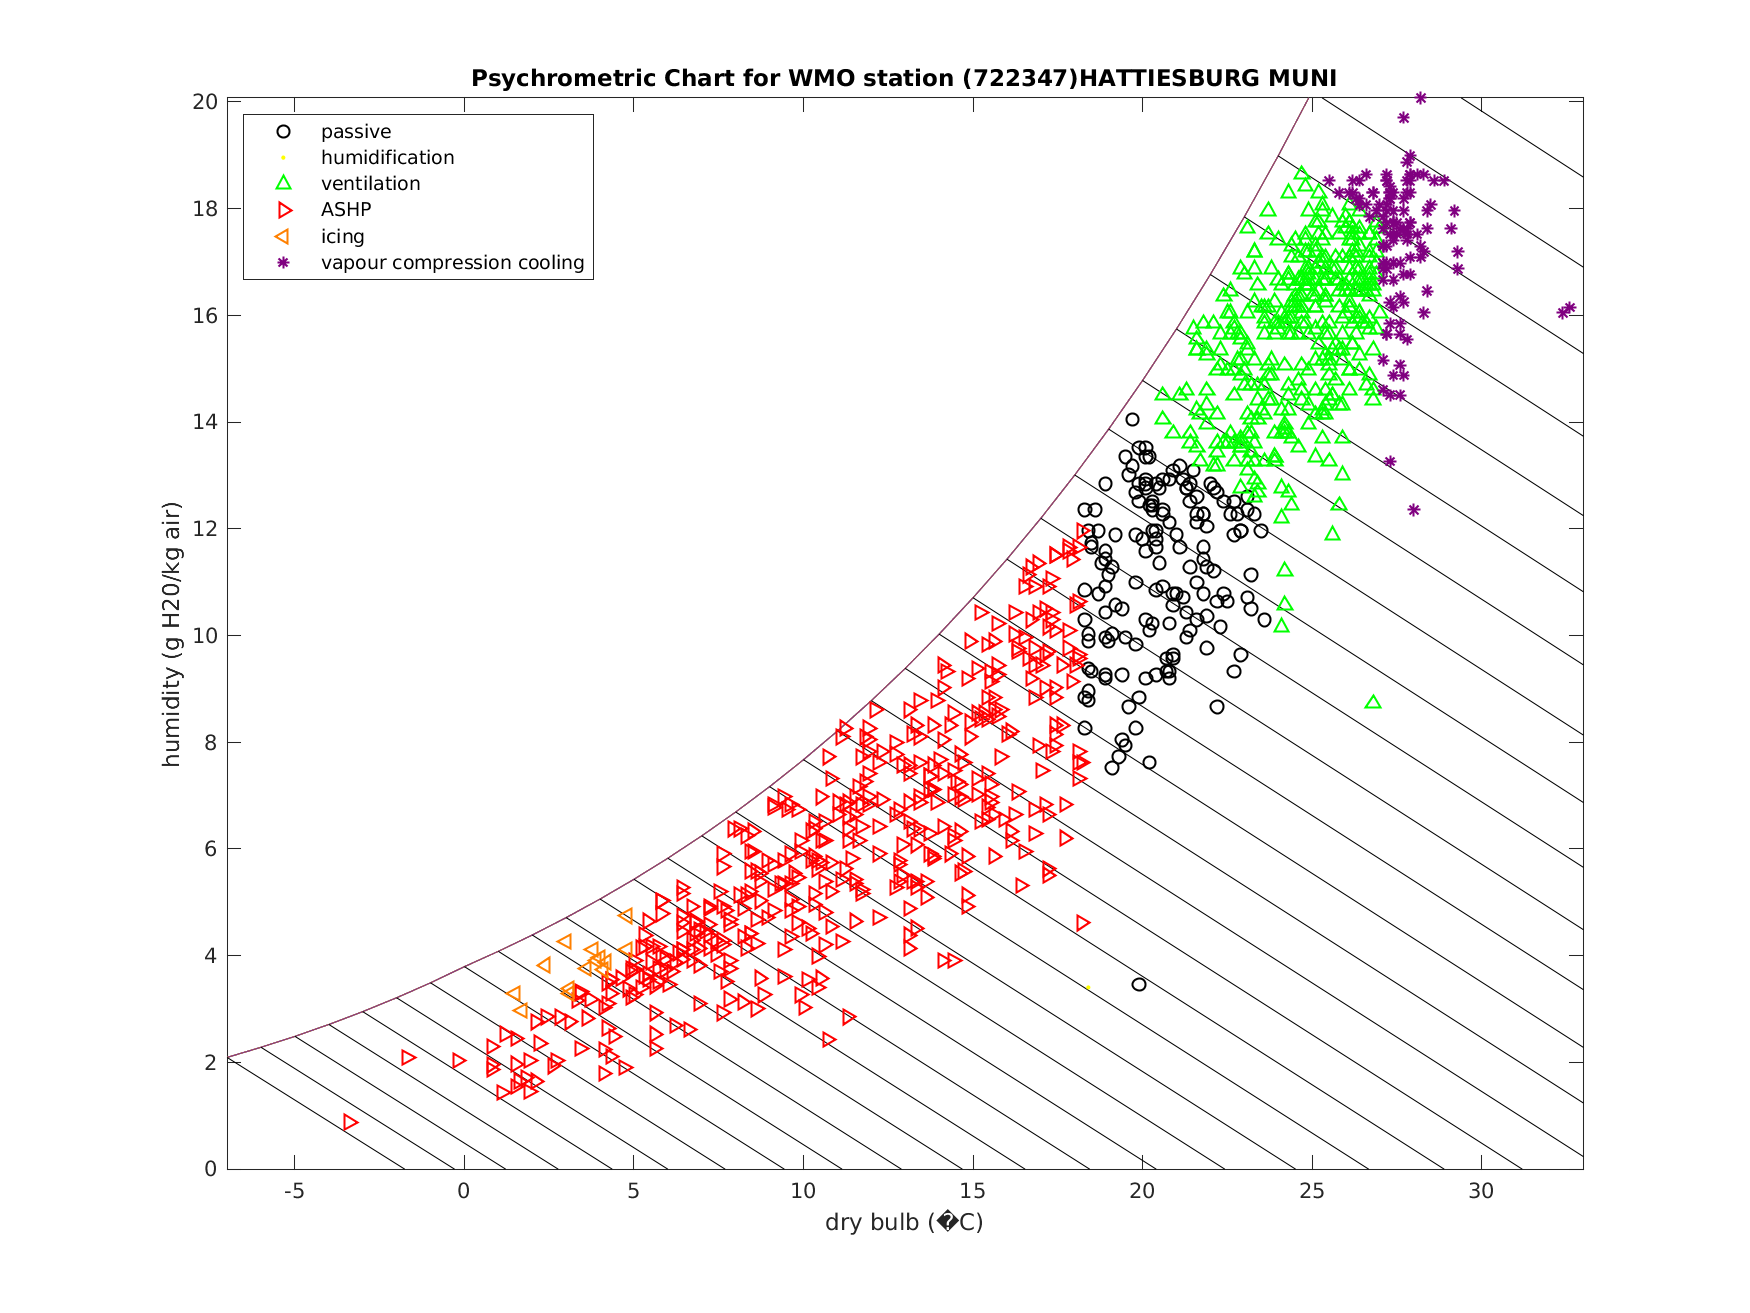 Psychrometric Chart for WMO station (722347)HATTIESBURG MUNI
passive
humidification
ventilation
ASHP
icing
vapour compression cooling
humidity (g H20/kg air)
20
18
16
14
12
10
8
6
4
2
0
-5 0 5 10 15 20 25 30
dry bulb (�C)